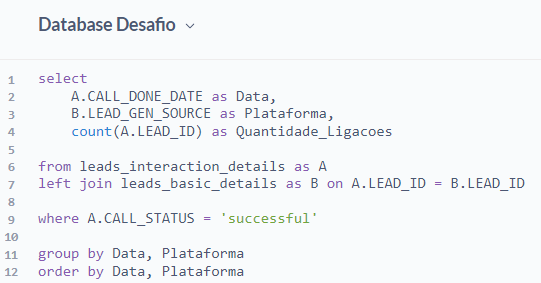 Database Desafio
1 select
2 A.CALL_DONE_DATE as Data,
3 B.LEAD_GEN_SOURCE as Plataforma,
4 count(A.LEAD_ID) as Quantidade_Ligacoes
5
6 from leads_interaction_details as A
7 left join leads_basic_details as B on A.LEAD_ID = B.LEAD_ID
8
9 where A.CALL_STATUS = 'successful'
10
11 group by Data, Plataforma
12 order by Data, Plataforma